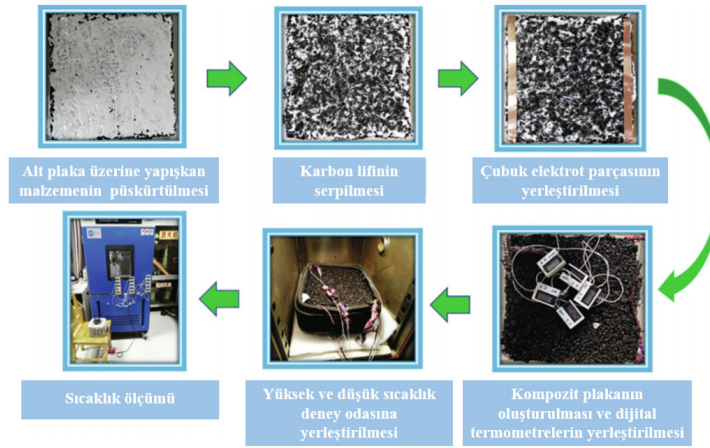 Alt plaka üzerine yapışkan
malzemenin püskürtülmesi
Karbon lifinin
serpilmesi
Çubuk elektrot parçasının
yerleştirilmesi
Sıcaklık ölçümü
Yüksek ve düşük sıcaklık
deney odasına
yerleştirilmesi
Kompozit plakanın
oluşturulması ve dijital
termometrelerin yerleştirilmesi